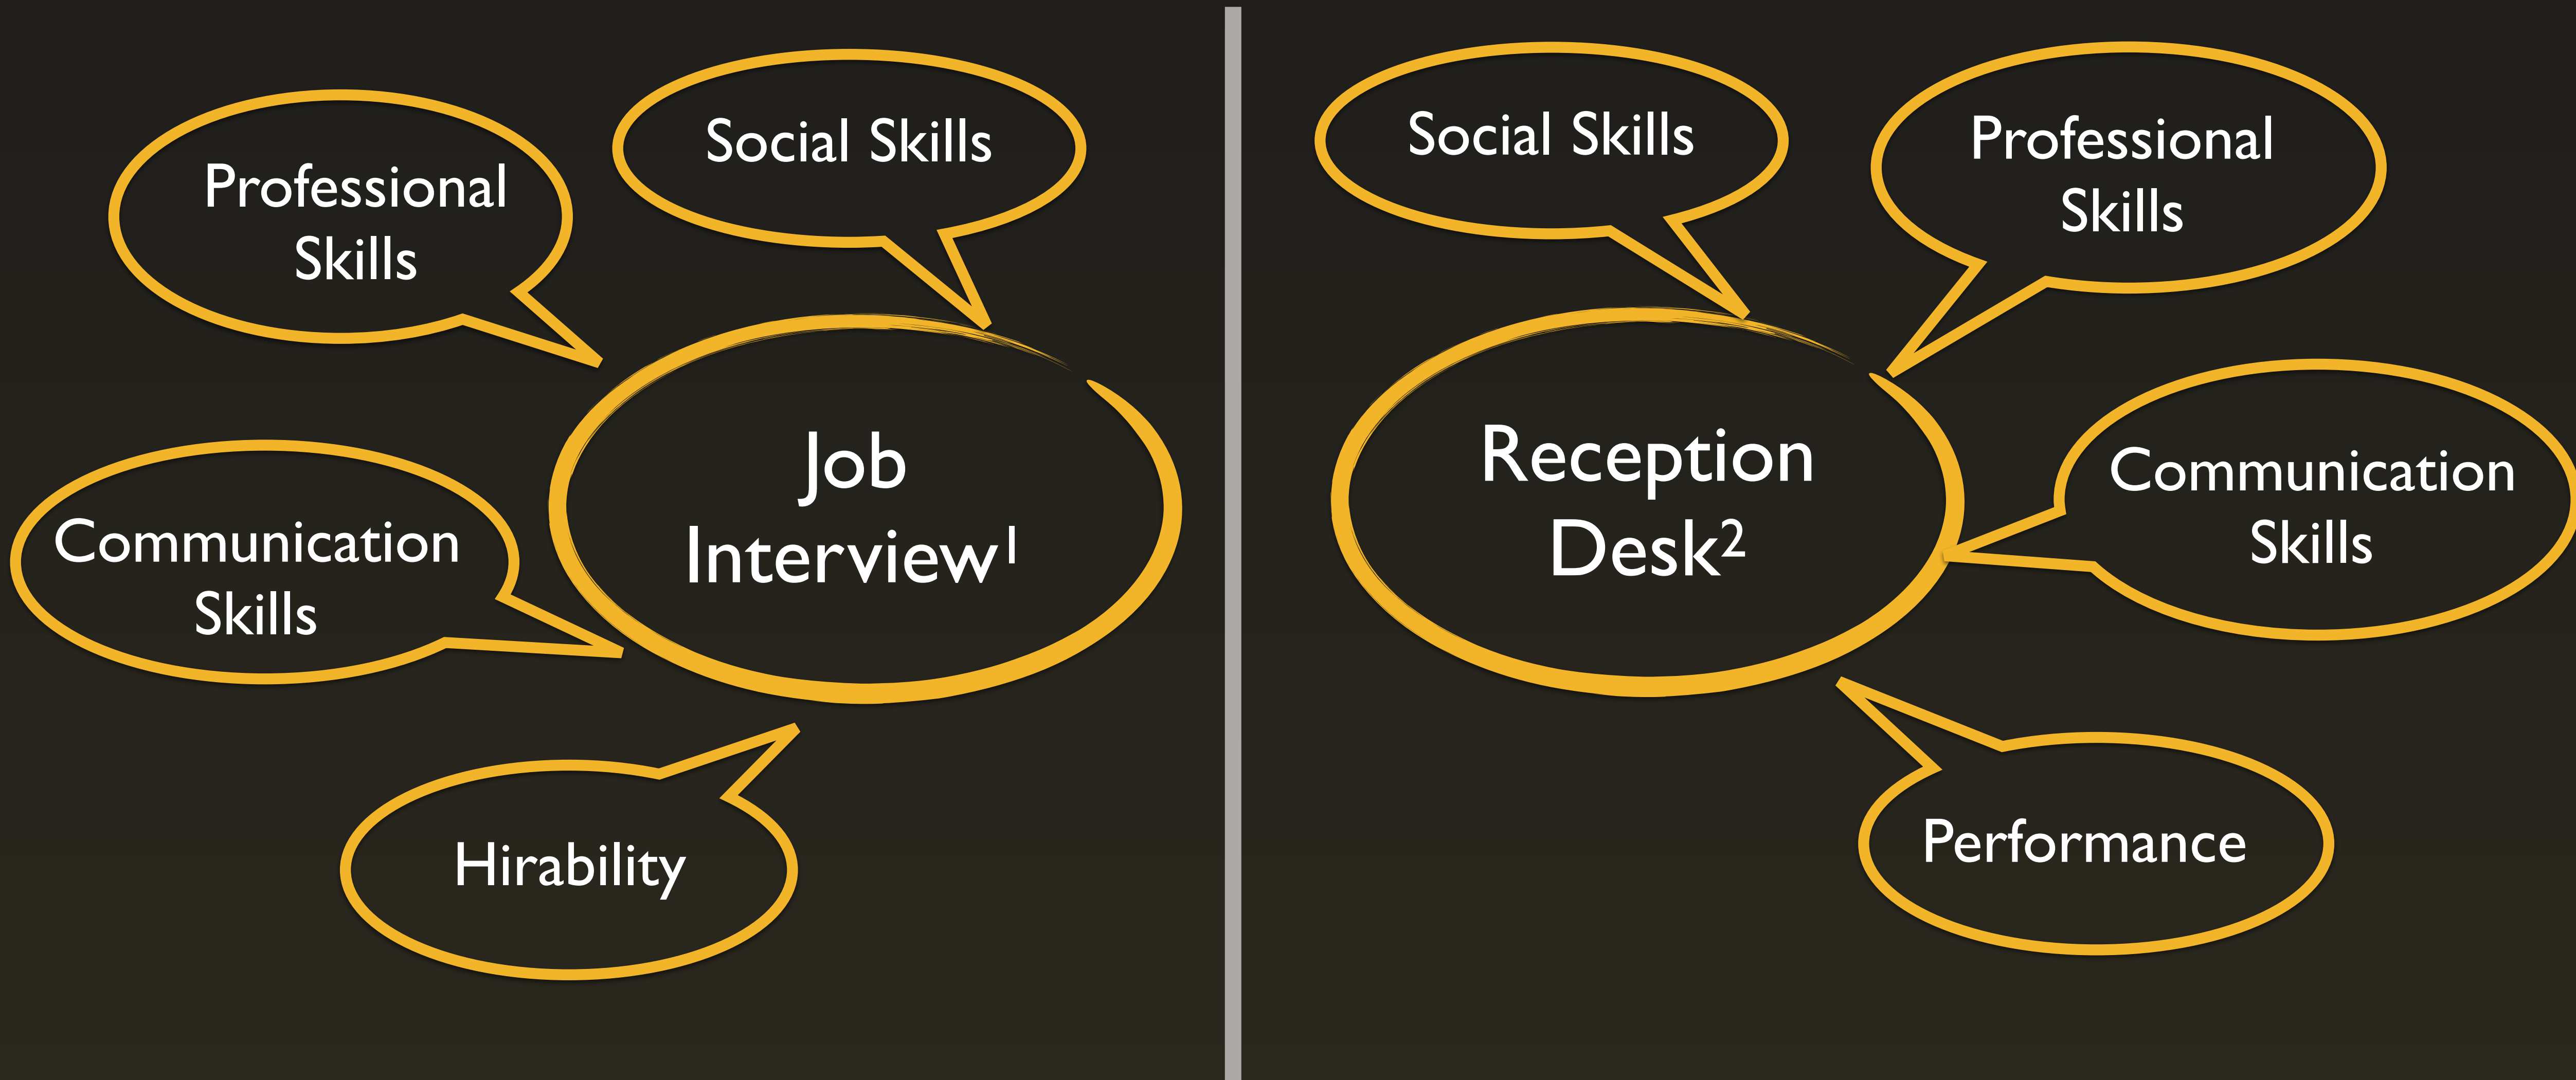 Social Skills
Professional
Skills
Job
Interview¹
Communication
Skills
Hirability
Social Skills
Professional
Skills
Reception
Desk²
Communication
Skills
Performance